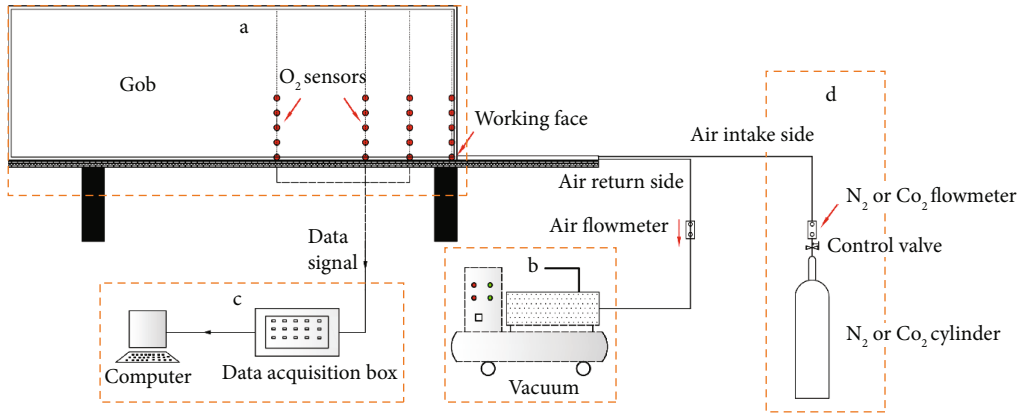 a
Gob
O₂ sensors
Working face
d
Air intake side
Air return side
N₂ or Co₂ flowmeter
Air flowmeter
Control valve
Data
signal
b
c
N₂ or Co₂ cylinder
Computer
Data acquisition box
Vacuum